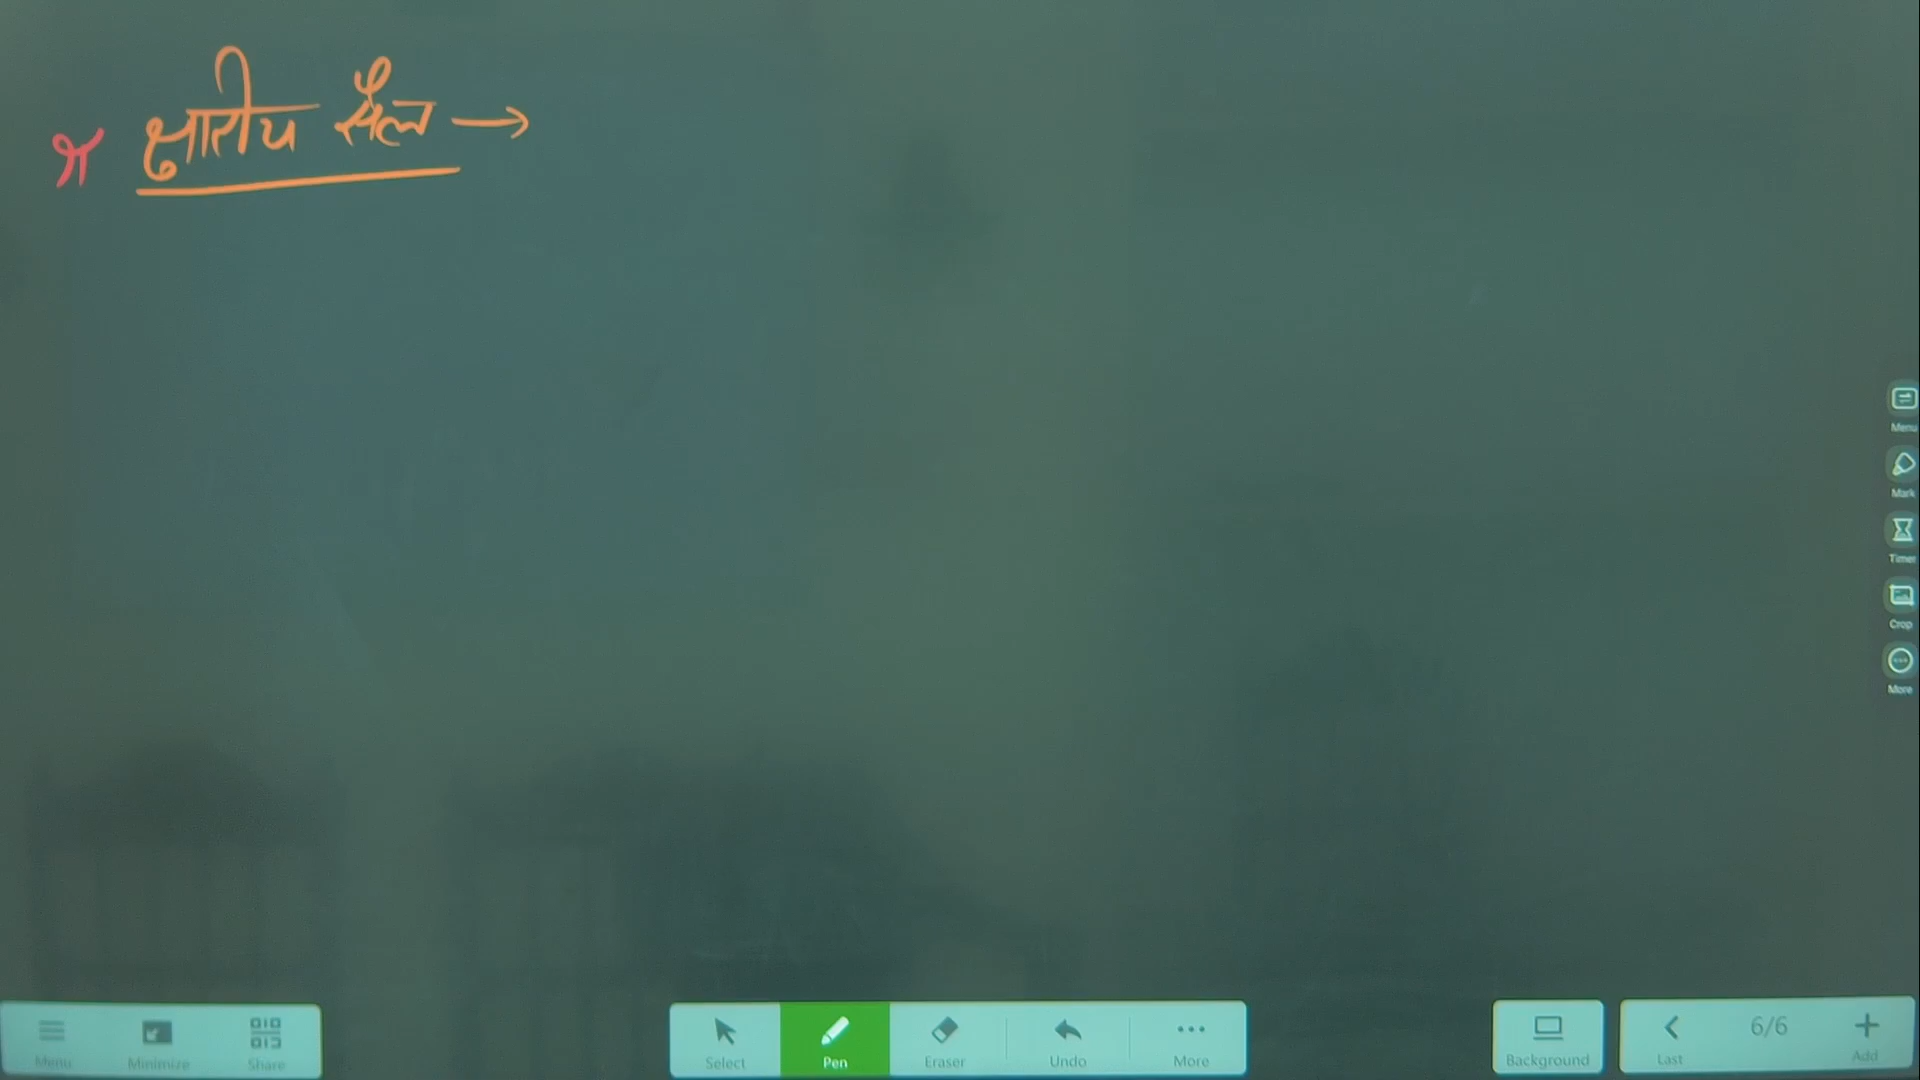 * क्षारीय सैल →
Menu
Mark
Timer
Crop
More
Menu Minimize Share Select Pen Eraser Undo More Background Last 6/6 Add